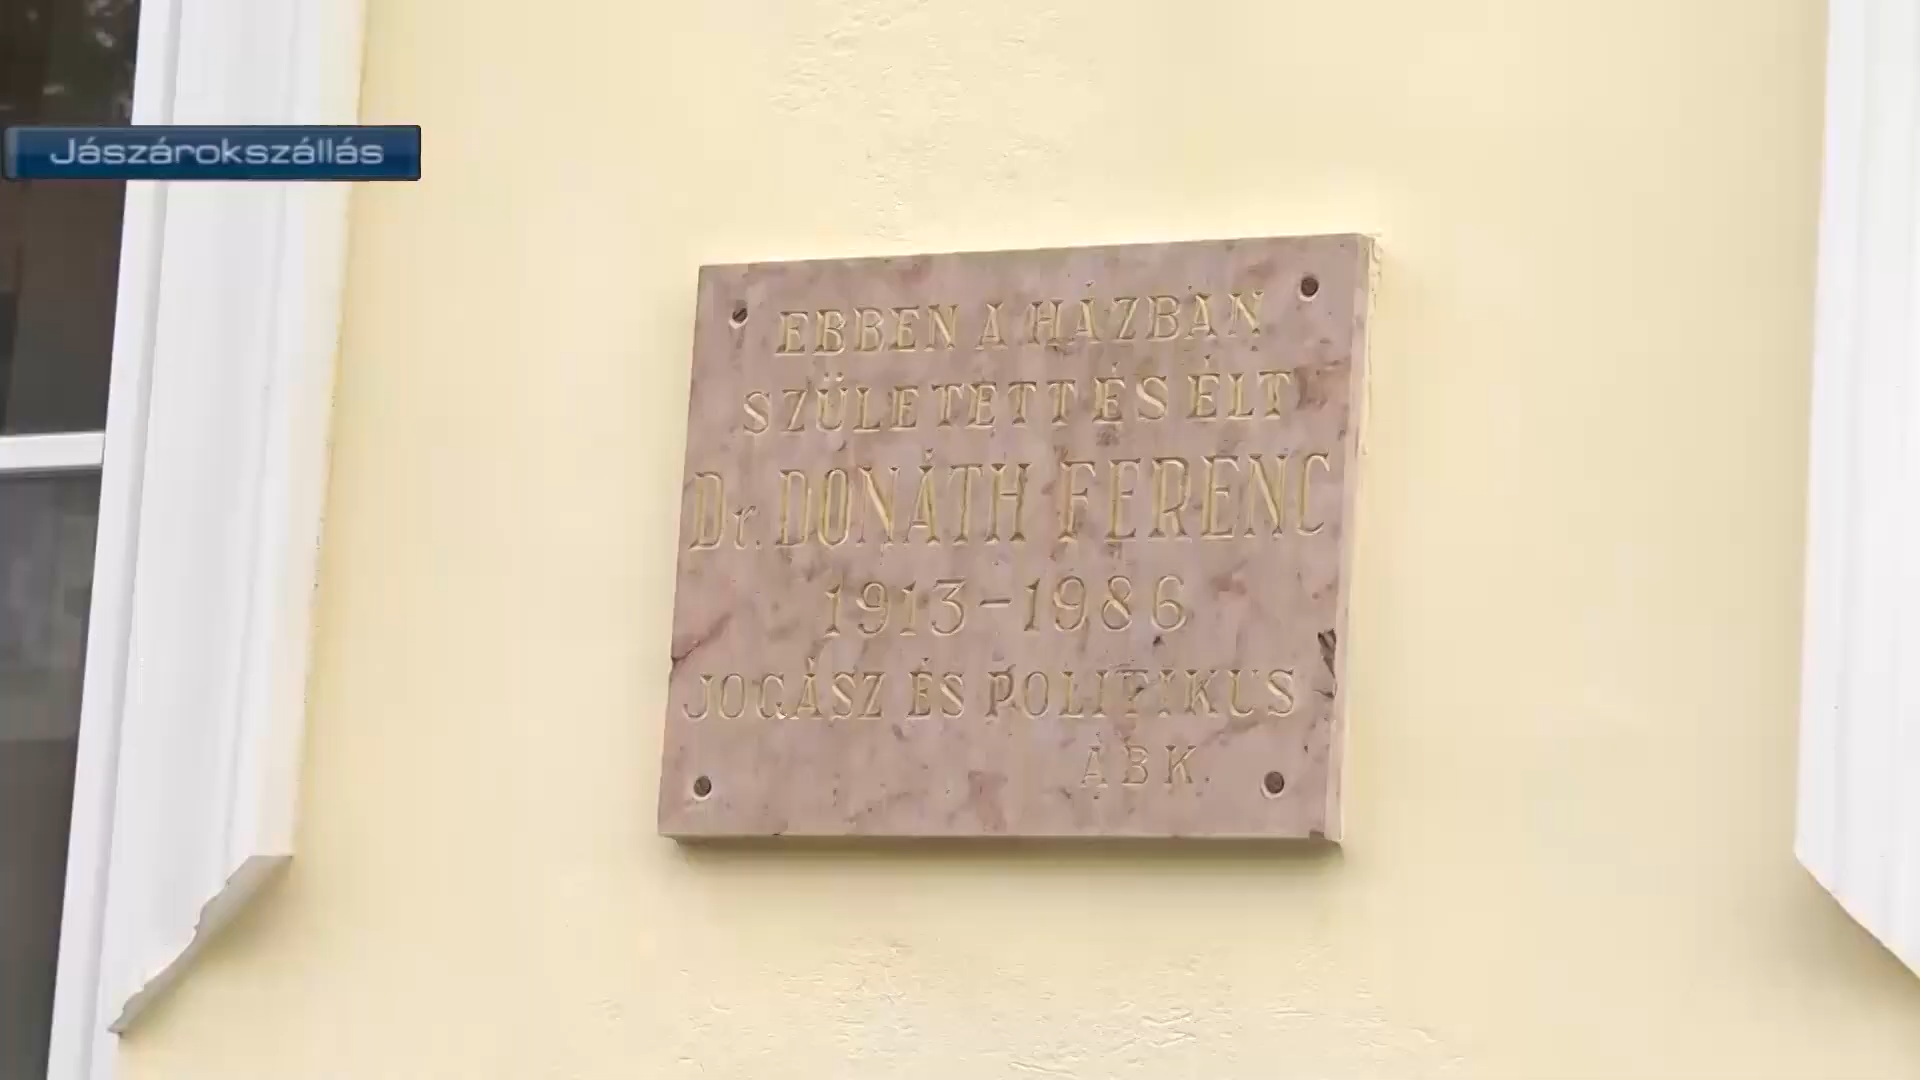 Jászárokszállás
EBBEN A HÁZBAN
SZÜLETETT ÉS ÉLT
Dr. DONÁTH FERENC
1913-1986
JOGÁSZ ÉS POLITIKUS
ÁBK.